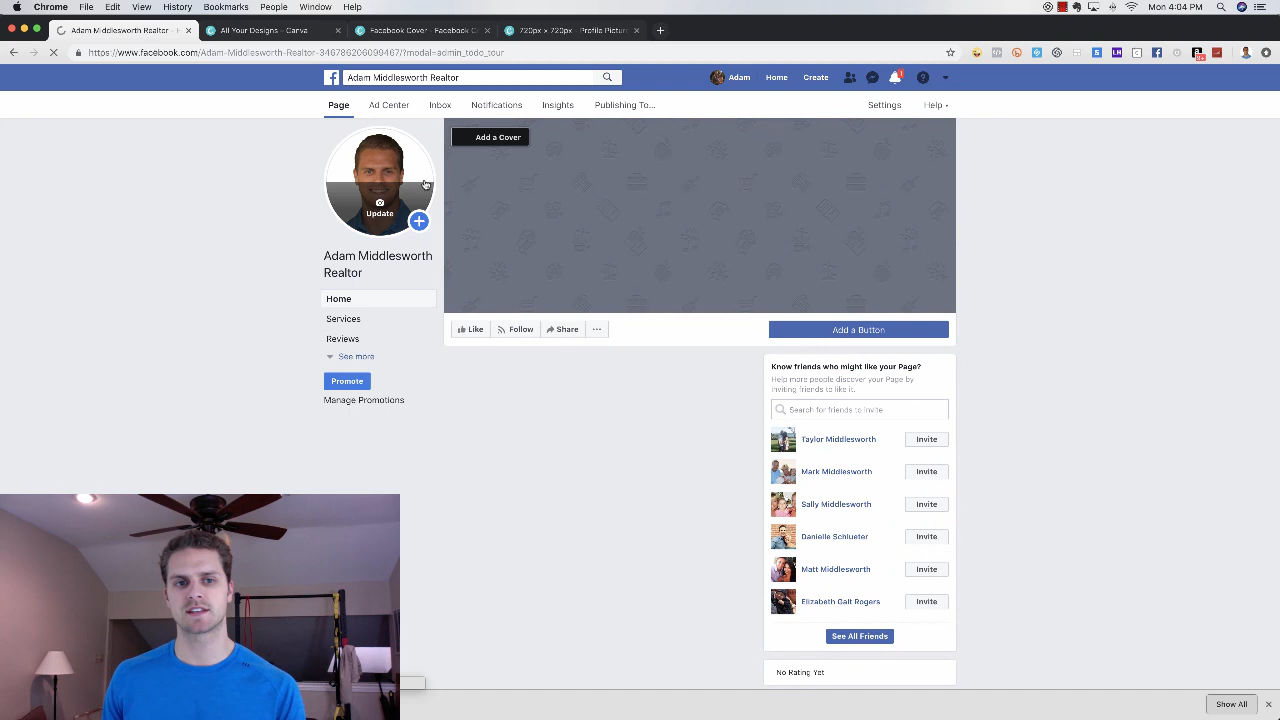 Chrome File Edit View History Bookmarks People Window Help
Mon 4:04 PM
Adam Middlesworth Realtor -
All Your Designs – Canva
Facebook Cover - Facebook C
720px × 720px - Profile Pictur
https://www.facebook.com/Adam-Middlesworth-Realtor-346786206099467/?modal=admin_todo_tour
Adam Middlesworth Realtor
Adam Home Create
1
Page Ad Center Inbox Notifications Insights Publishing To... Settings Help
Add a Cover
Update
Adam Middlesworth
Realtor
Home
Services
Reviews
See more
Promote
Manage Promotions
Like Follow Share ...
Add a Button
Know friends who might like your Page?
Help more people discover your Page by
inviting friends to like it.
Search for friends to invite
Taylor Middlesworth Invite
Mark Middlesworth Invite
Sally Middlesworth Invite
Danielle Schlueter Invite
Matt Middlesworth Invite
Elizabeth Galt Rogers Invite
See All Friends
No Rating Yet
Show All